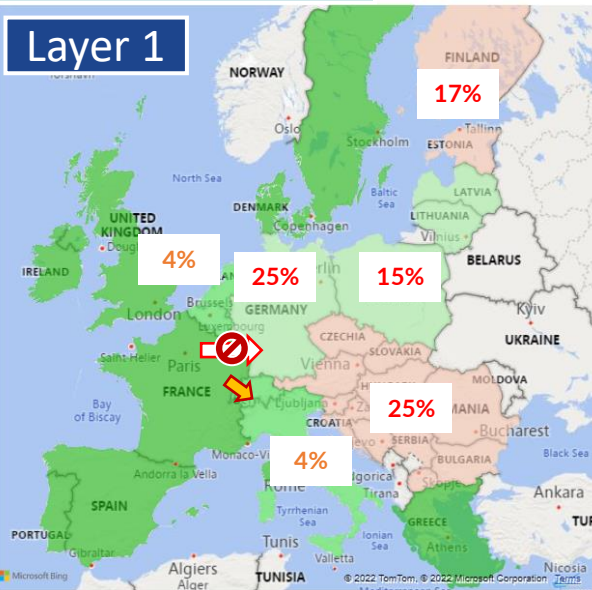 Layer 1
NORWAY
FINLAND
17%
Oslo
Stockholm
Tallinn
ESTONIA
North Sea
Baltic
Sea
LATVIA
DENMARK
Copenhagen
LITHUANIA
Vilnius
UNITED
KINGDOM
4%
25%
15%
BELARUS
IRELAND
London
Brussels
Luxembourg
GERMANY
Kyiv
UKRAINE
Saint Helier
Paris
CZECHIA
SLOVAKIA
Vienna
FRANCE
MOLDOVA
Bay
of Biscay
Ljubljana
CROATIA
25%
Bucharest
SERBIA
BULGARIA
Black Sea
Andorra la Vella
4%
Rome
Skopje
Tirana
Ankara
SPAIN
Tyrrhenian
Sea
PORTUGAL
GREECE
Athens
Ionian
Sea
Gibraltar
Tunis
Valletta
Nicosia
Microsoft Bing
Algiers
Alger
TUNISIA
© 2022 TomTom, © 2022 Microsoft Corporation Terms